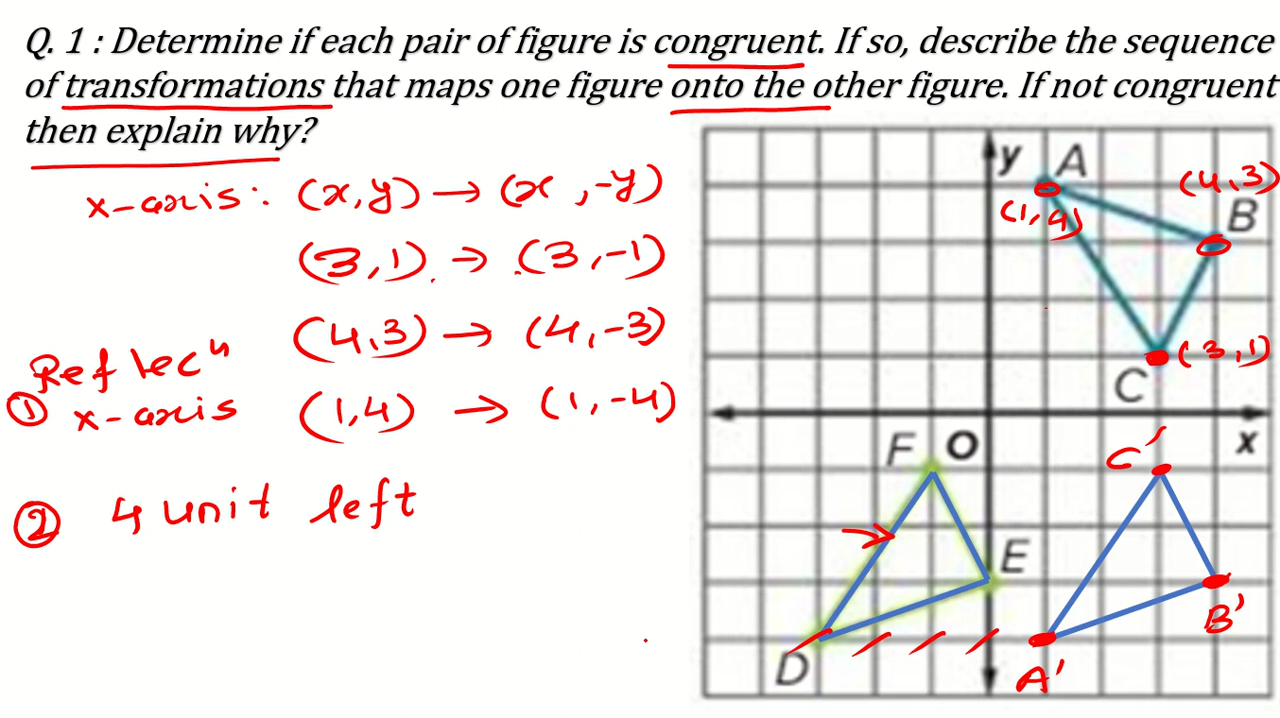 Q. 1 : Determine if each pair of figure is congruent. If so, describe the sequence
of transformations that maps one figure onto the other figure. If not congruent
then explain why?
x-axis: (x,y) → (x,-y)
(3,1) → (3,-1)
(4,3) → (4,-3)
Reflecⁿ
① x-axis (1,4) → (1,-4)
② 4 unit left
y A
(4,3)
(1,4)
B
(3,1)
C
x
F O
C'
E
B'
D
A'